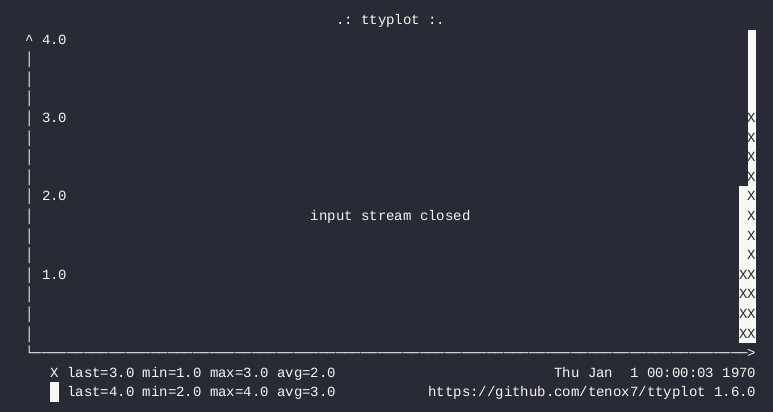 .: ttyplot :.
^ 4.0
X
3.0 X
X
X
X
2.0 X
input stream closed X
X
X
1.0 XX
XX
XX
XX
>
X last=3.0 min=1.0 max=3.0 avg=2.0 Thu Jan  1 00:00:03 1970
last=4.0 min=2.0 max=4.0 avg=3.0 https://github.com/tenox7/ttyplot 1.6.0